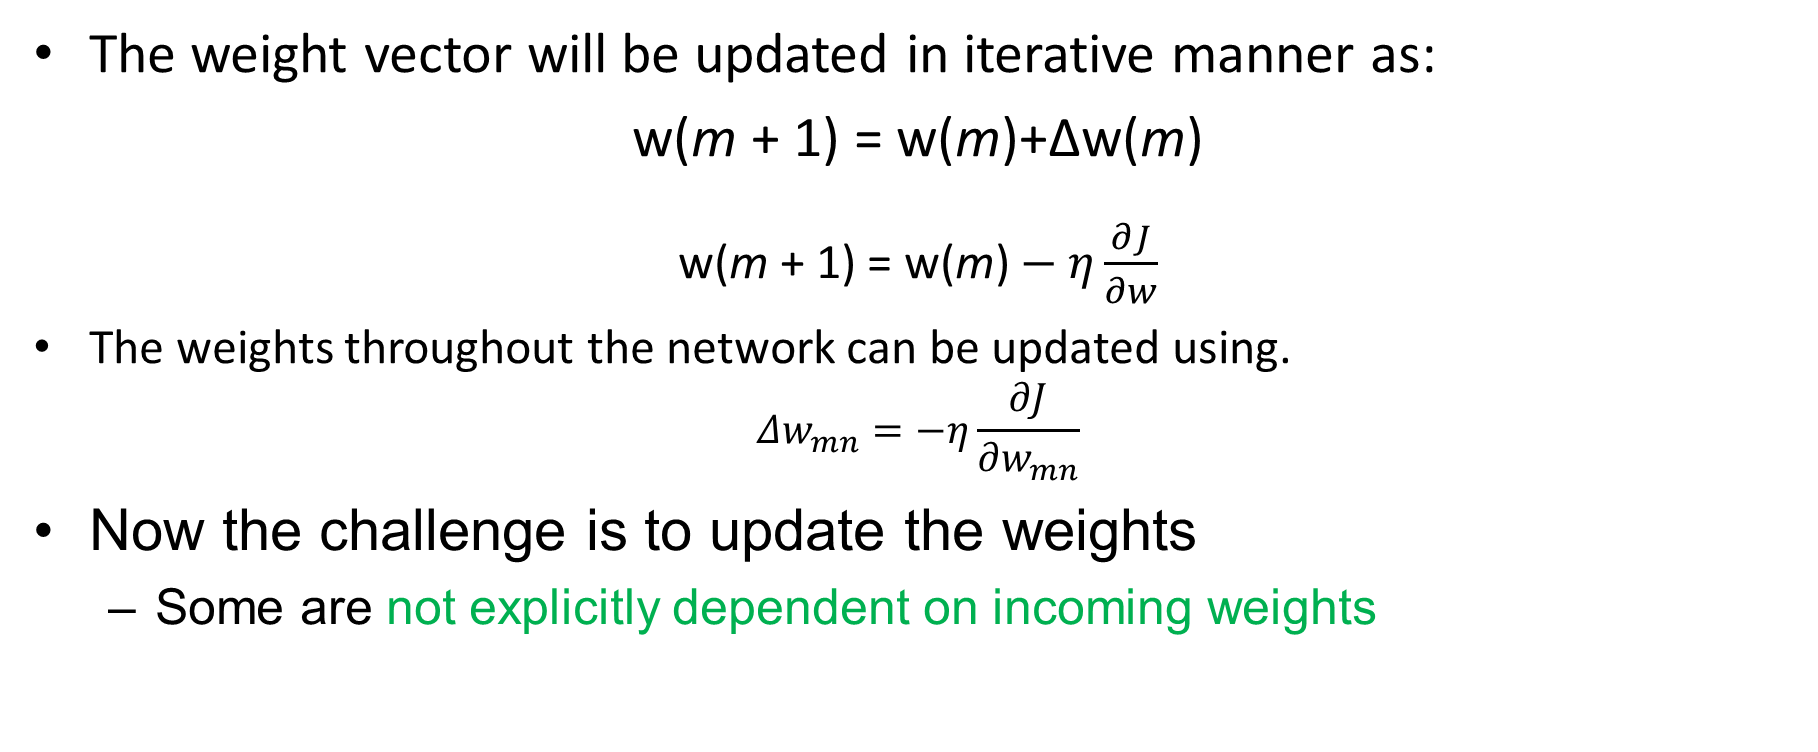 • The weight vector will be updated in iterative manner as:
w(m + 1) = w(m)+Δw(m)
w(m + 1) = w(m) − η ∂J/∂w
• The weights throughout the network can be updated using.
Δwₘₙ = −η ∂J/∂wₘₙ
• Now the challenge is to update the weights
– Some are not explicitly dependent on incoming weights